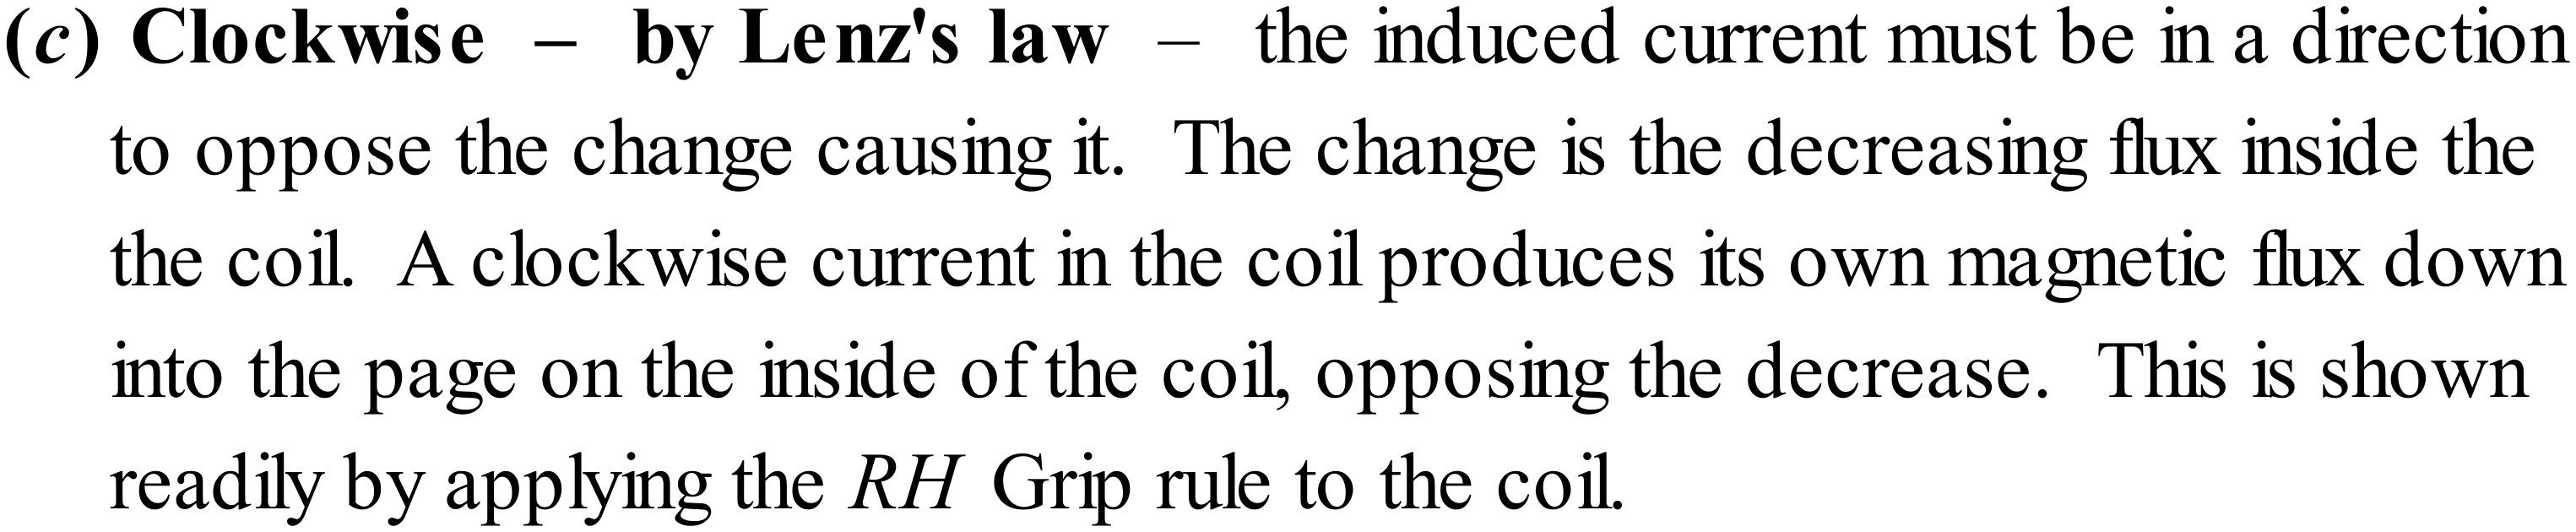 (c) Clockwise – by Lenz's law – the induced current must be in a direction
to oppose the change causing it. The change is the decreasing flux inside the
the coil. A clockwise current in the coil produces its own magnetic flux down
into the page on the inside of the coil, opposing the decrease. This is shown
readily by applying the RH Grip rule to the coil.